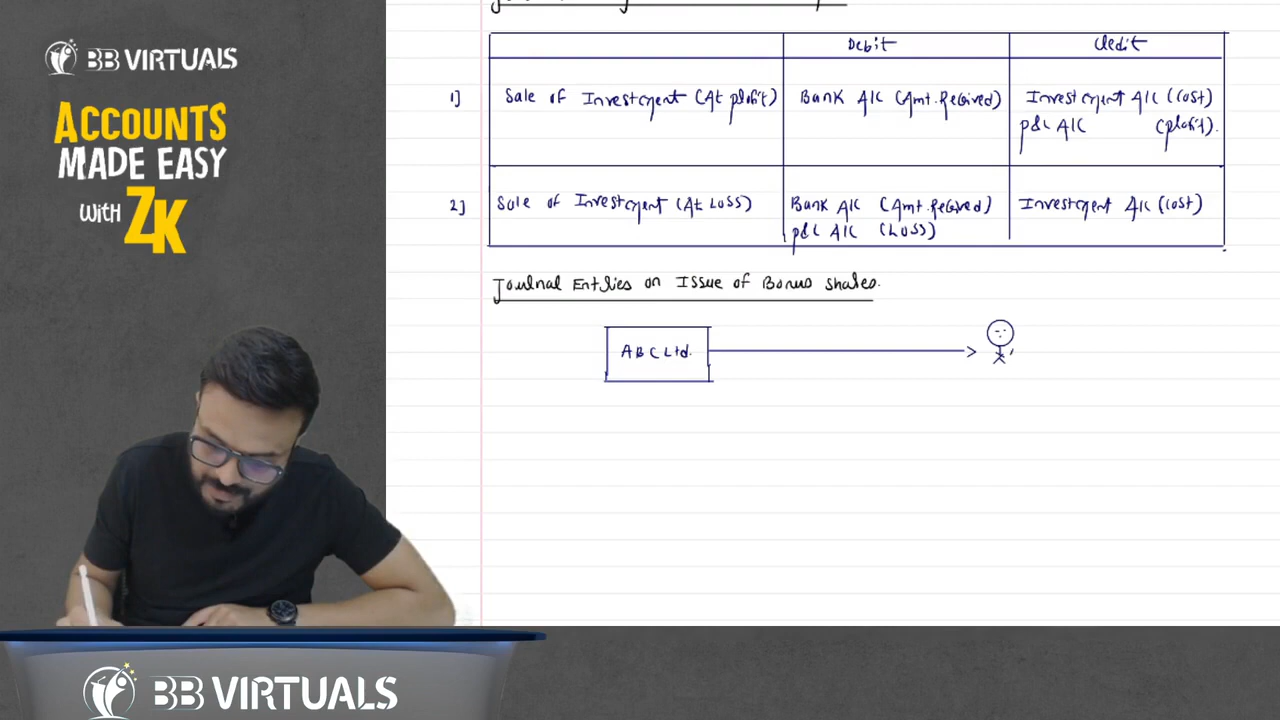 BB VIRTUALS
ACCOUNTS
MADE EASY
with ZK
Debit Credit
1] Sale of Investment (At profit) Bank A/c (Amt. Received) Investment A/c (cost)
P&L A/c (profit).
2] Sale of Investment (At Loss) Bank A/c (Amt. Received) Investment A/c (cost)
P&L A/c (Loss)
Journal Entries on Issue of Bonus shares.
ABC Ltd.
BB VIRTUALS